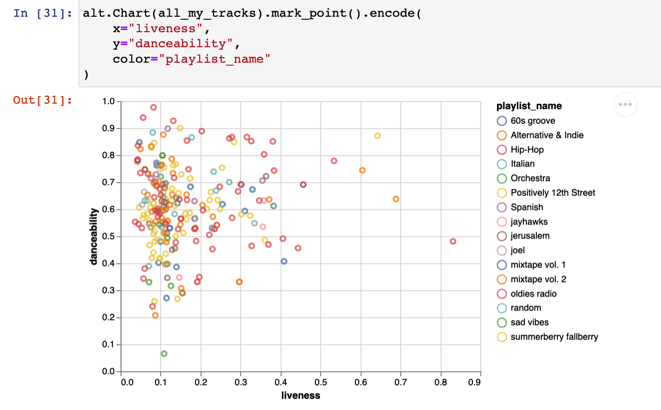 In [31]: alt.Chart(all_my_tracks).mark_point().encode(
x="liveness",
y="danceability",
color="playlist_name"
)
Out[31]:
1.0
0.9
0.8
0.7
0.6
0.5
0.4
0.3
0.2
0.1
0.0
danceability
0.0 0.1 0.2 0.3 0.4 0.5 0.6 0.7 0.8 0.9
liveness
playlist_name
60s groove
Alternative & Indie
Hip-Hop
Italian
Orchestra
Positively 12th Street
Spanish
jayhawks
jerusalem
joel
mixtape vol. 1
mixtape vol. 2
oldies radio
random
sad vibes
summerberry fallberry